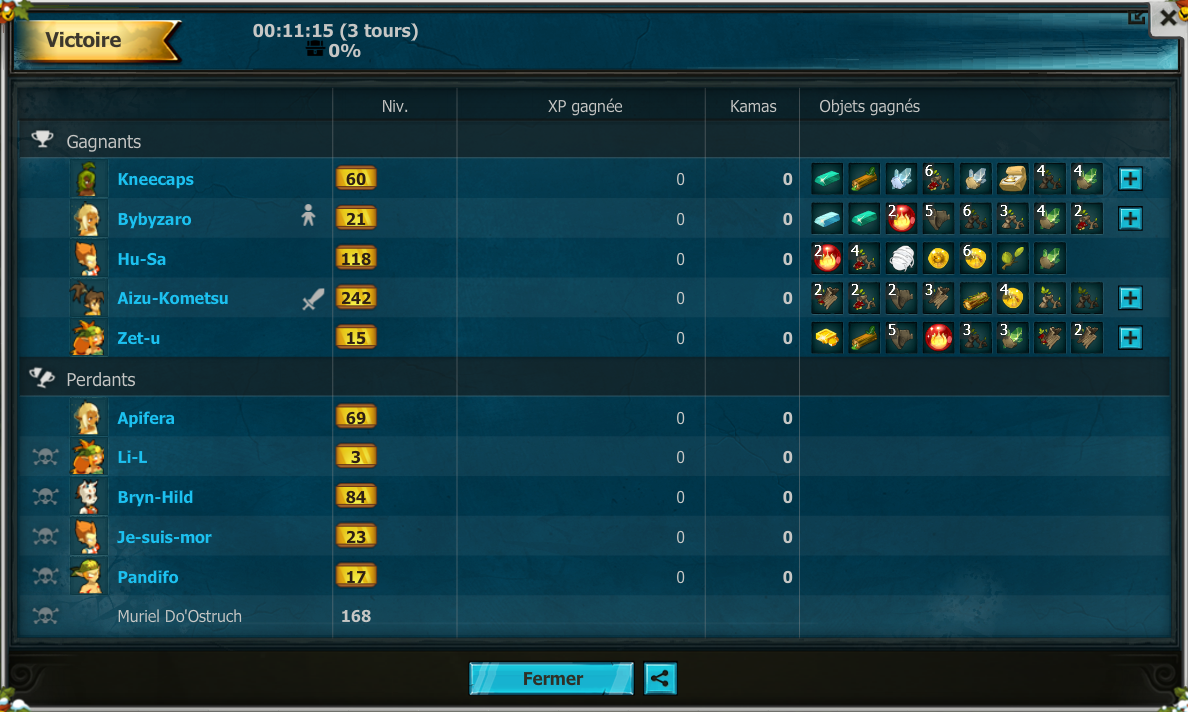 Victoire
00:11:15 (3 tours)
0%
Niv. XP gagnée Kamas Objets gagnés
Gagnants
Kneecaps 60 0 0 6 4 4
Bybyzaro 21 0 0 2 5 6 3 4 2
Hu-Sa 118 0 0 2 4 6
Aizu-Kometsu 242 0 0 2 2 2 3 4
Zet-u 15 0 0 5 3 3 2
Perdants
Apifera 69 0 0
Li-L 3 0 0
Bryn-Hild 84 0 0
Je-suis-mor 23 0 0
Pandifo 17 0 0
Muriel Do'Ostruch 168
Fermer